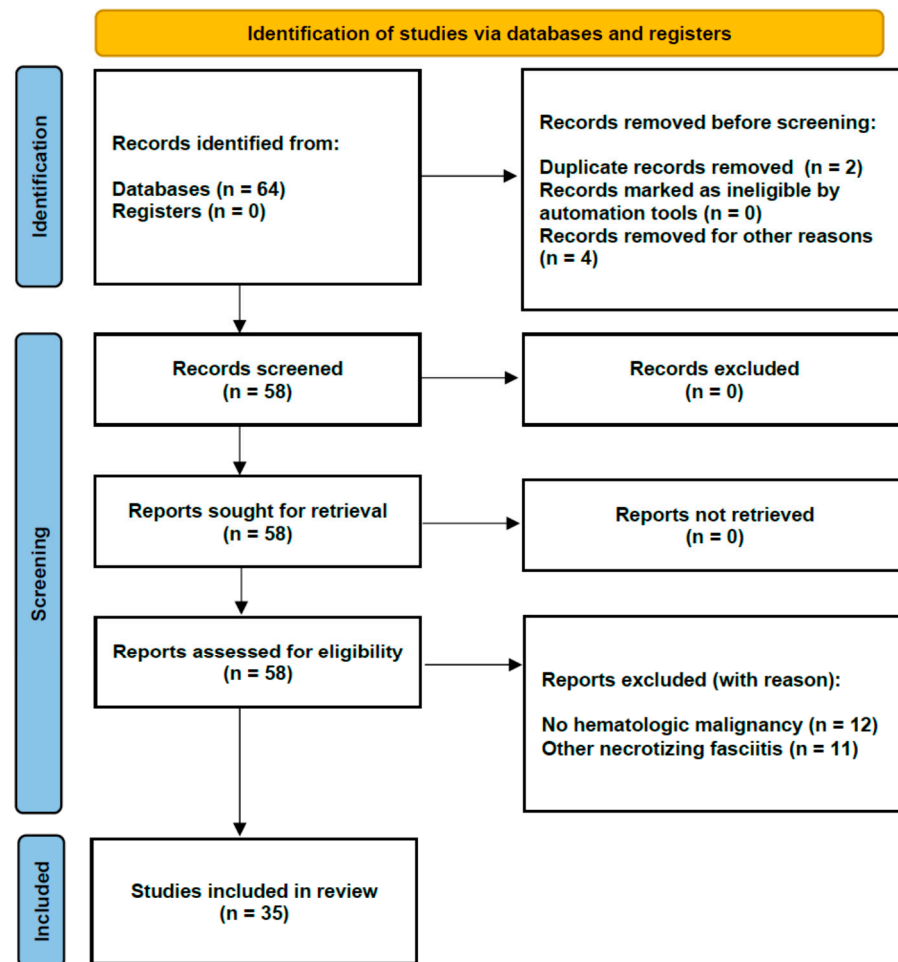 Identification of studies via databases and registers
Identification
Records identified from:
Databases (n = 64)
Registers (n = 0)
Records removed before screening:
Duplicate records removed (n = 2)
Records marked as ineligible by
automation tools (n = 0)
Records removed for other reasons
(n = 4)
Screening
Records screened
(n = 58)
Records excluded
(n = 0)
Reports sought for retrieval
(n = 58)
Reports not retrieved
(n = 0)
Reports assessed for eligibility
(n = 58)
Reports excluded (with reason):
No hematologic malignancy (n = 12)
Other necrotizing fasciitis (n = 11)
Included
Studies included in review
(n = 35)